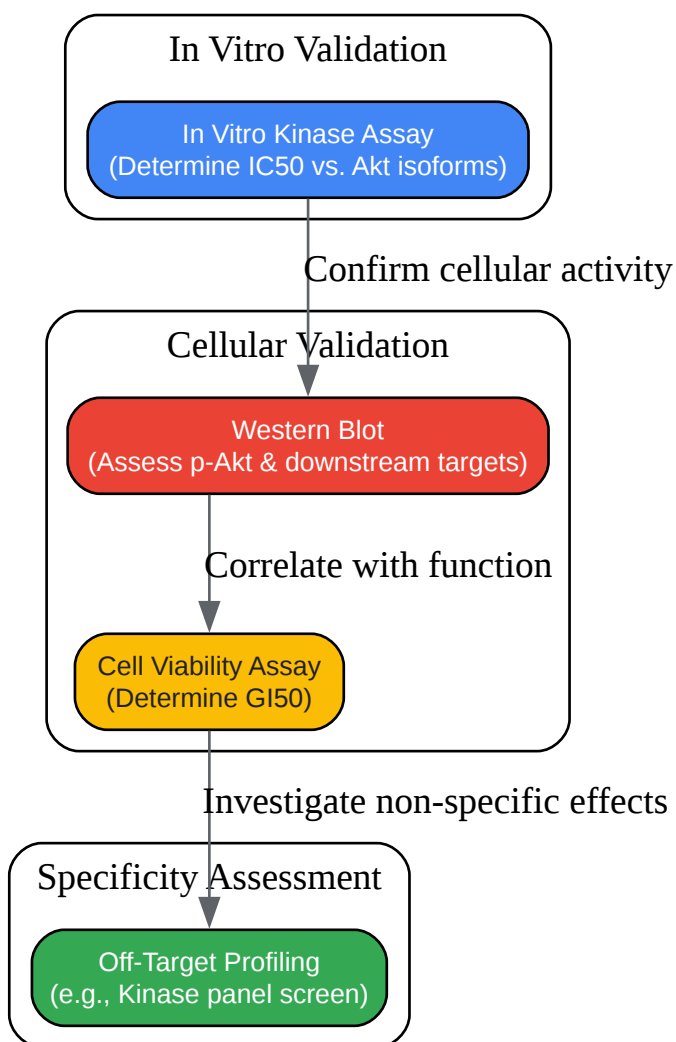 In Vitro Validation
In Vitro Kinase Assay
(Determine IC50 vs. Akt isoforms)
Confirm cellular activity
Cellular Validation
Western Blot
(Assess p-Akt & downstream targets)
Correlate with function
Cell Viability Assay
(Determine GI50)
Investigate non-specific effects
Specificity Assessment
Off-Target Profiling
(e.g., Kinase panel screen)